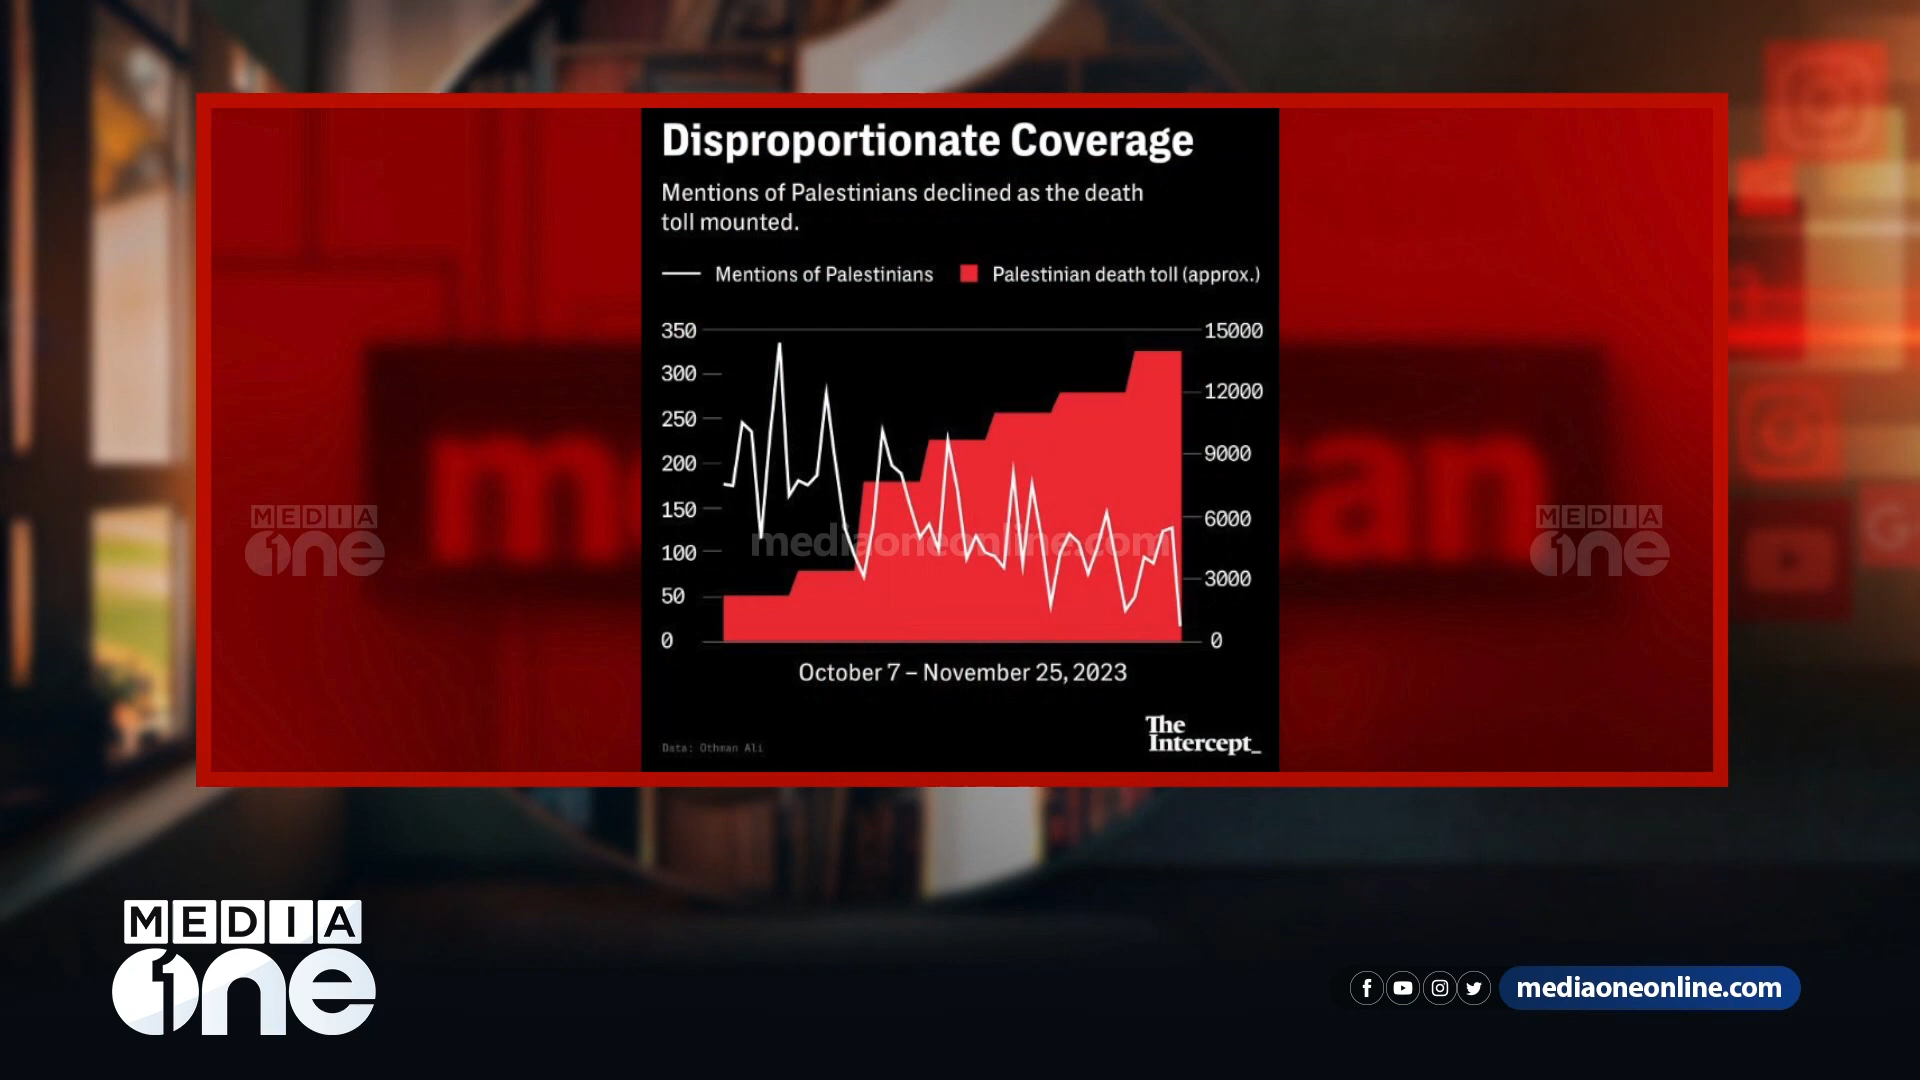 Disproportionate Coverage
Mentions of Palestinians declined as the death
toll mounted.
Mentions of Palestinians
Palestinian death toll (approx.)
350
300
250
200
150
100
50
0
15000
12000
9000
6000
3000
0
mediaoneonline.com
October 7 – November 25, 2023
Data: Othman Ali
The
Intercept_
MEDIA
one
MEDIA
one
an
MEDIA
one
mediaoneonline.com